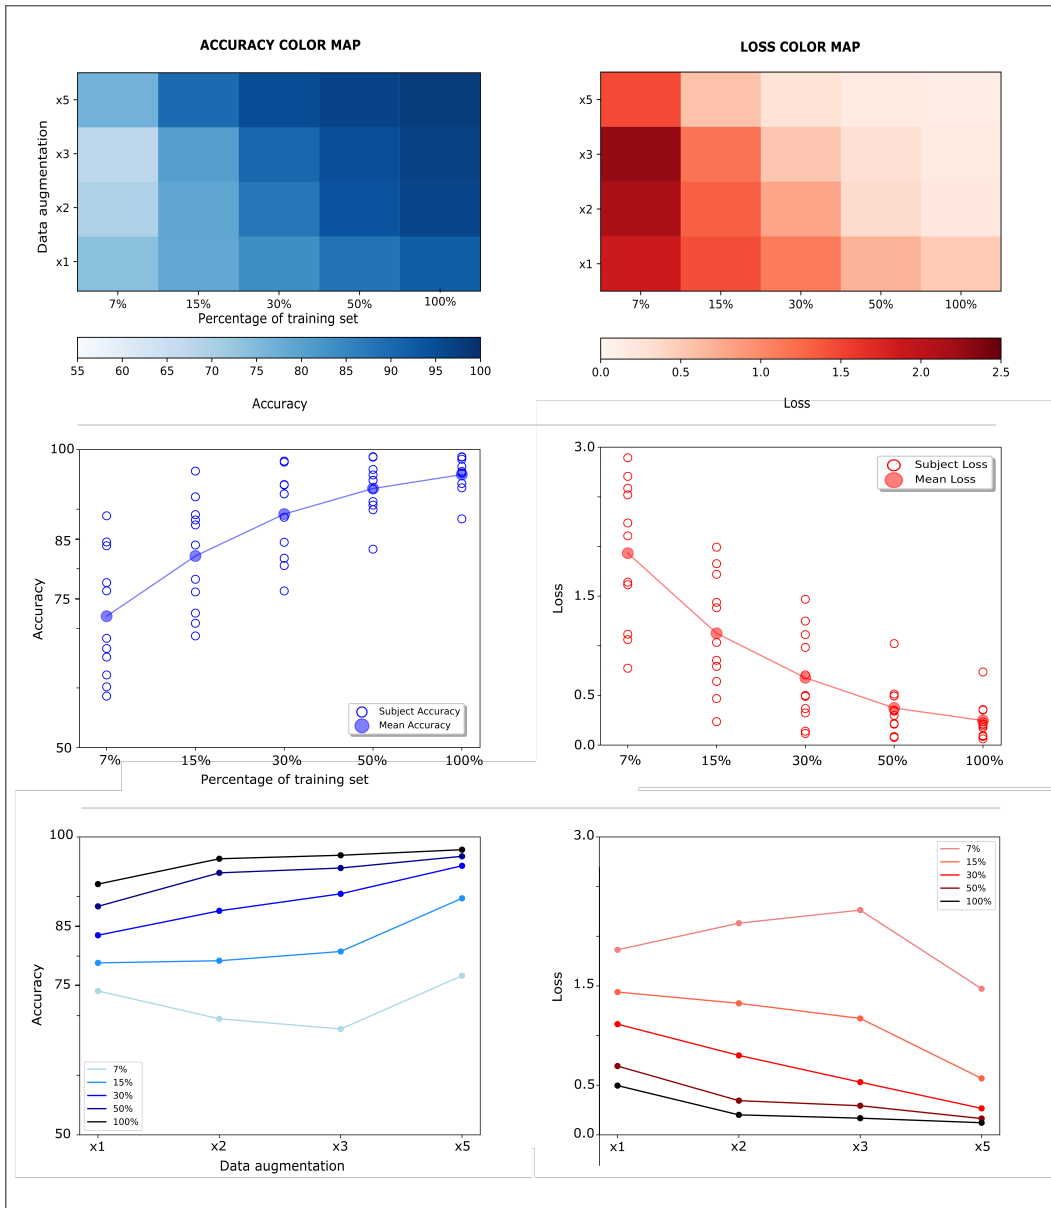 ACCURACY COLOR MAP
LOSS COLOR MAP
Data augmentation
x5
x3
x2
x1
7% 15% 30% 50% 100%
Percentage of training set
55 60 65 70 75 80 85 90 95 100
Accuracy
x5
x3
x2
x1
7% 15% 30% 50% 100%
0.0 0.5 1.0 1.5 2.0 2.5
Loss
Accuracy
100
85
75
50
Subject Accuracy
Mean Accuracy
7% 15% 30% 50% 100%
Percentage of training set
Loss
3.0
1.5
0.5
0.0
Subject Loss
Mean Loss
7% 15% 30% 50% 100%
Accuracy
100
85
75
50
7%
15%
30%
50%
100%
x1 x2 x3 x5
Data augmentation
Loss
3.0
1.5
0.5
0.0
7%
15%
30%
50%
100%
x1 x2 x3 x5